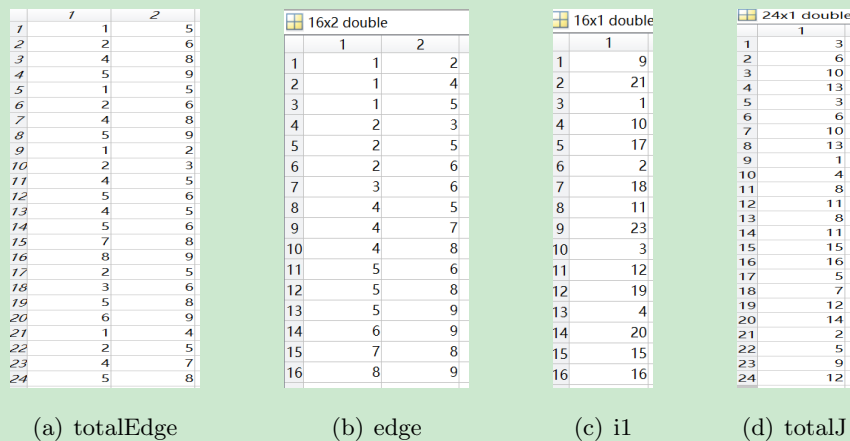 1 2
1 1 5
2 2 6
3 4 8
4 5 9
5 1 5
6 2 6
7 4 8
8 5 9
9 1 2
10 2 3
11 4 5
12 5 6
13 4 5
14 5 6
15 7 8
16 8 9
17 2 5
18 3 6
19 5 8
20 6 9
21 1 4
22 2 5
23 4 7
24 5 8
(a) totalEdge
16x2 double
1 2
1 1 2
2 1 4
3 1 5
4 2 3
5 2 5
6 2 6
7 3 6
8 4 5
9 4 7
10 4 8
11 5 6
12 5 8
13 5 9
14 6 9
15 7 8
16 8 9
(b) edge
16x1 double
1
1 9
2 21
3 1
4 10
5 17
6 2
7 18
8 11
9 23
10 3
11 12
12 19
13 4
14 20
15 15
16 16
(c) i1
24x1 double
1
1 3
2 6
3 10
4 13
5 3
6 6
7 10
8 13
9 1
10 4
11 8
12 11
13 8
14 11
15 15
16 16
17 5
18 7
19 12
20 14
21 2
22 5
23 9
24 12
(d) totalJ